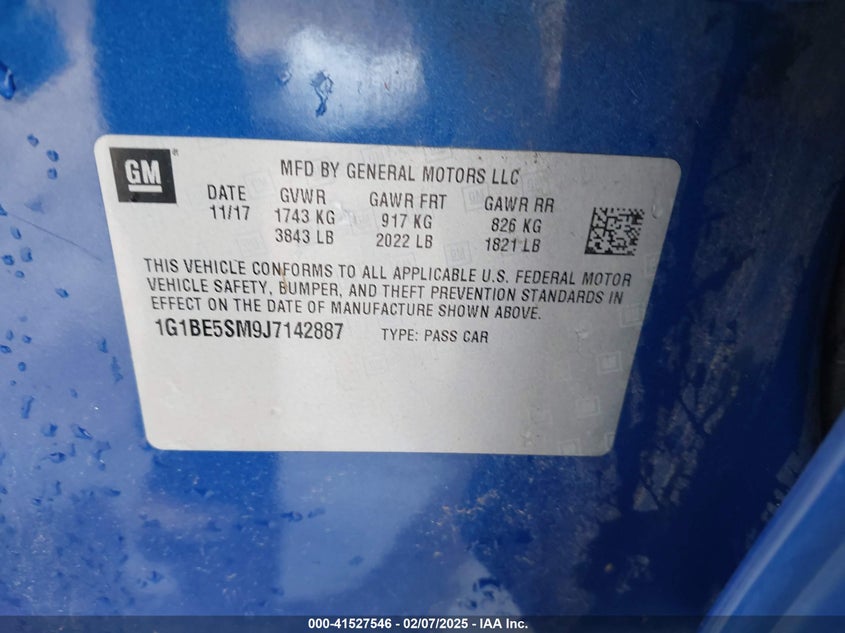 GM ®
MFD BY GENERAL MOTORS LLC
DATE GVWR GAWR FRT GAWR RR
11/17 1743 KG 917 KG 826 KG
3843 LB 2022 LB 1821 LB
THIS VEHICLE CONFORMS TO ALL APPLICABLE U.S. FEDERAL MOTOR
VEHICLE SAFETY, BUMPER, AND THEFT PREVENTION STANDARDS IN
EFFECT ON THE DATE OF MANUFACTURE SHOWN ABOVE.
1G1BE5SM9J7142887 TYPE: PASS CAR
000-41527546 - 02/07/2025 - IAA Inc.